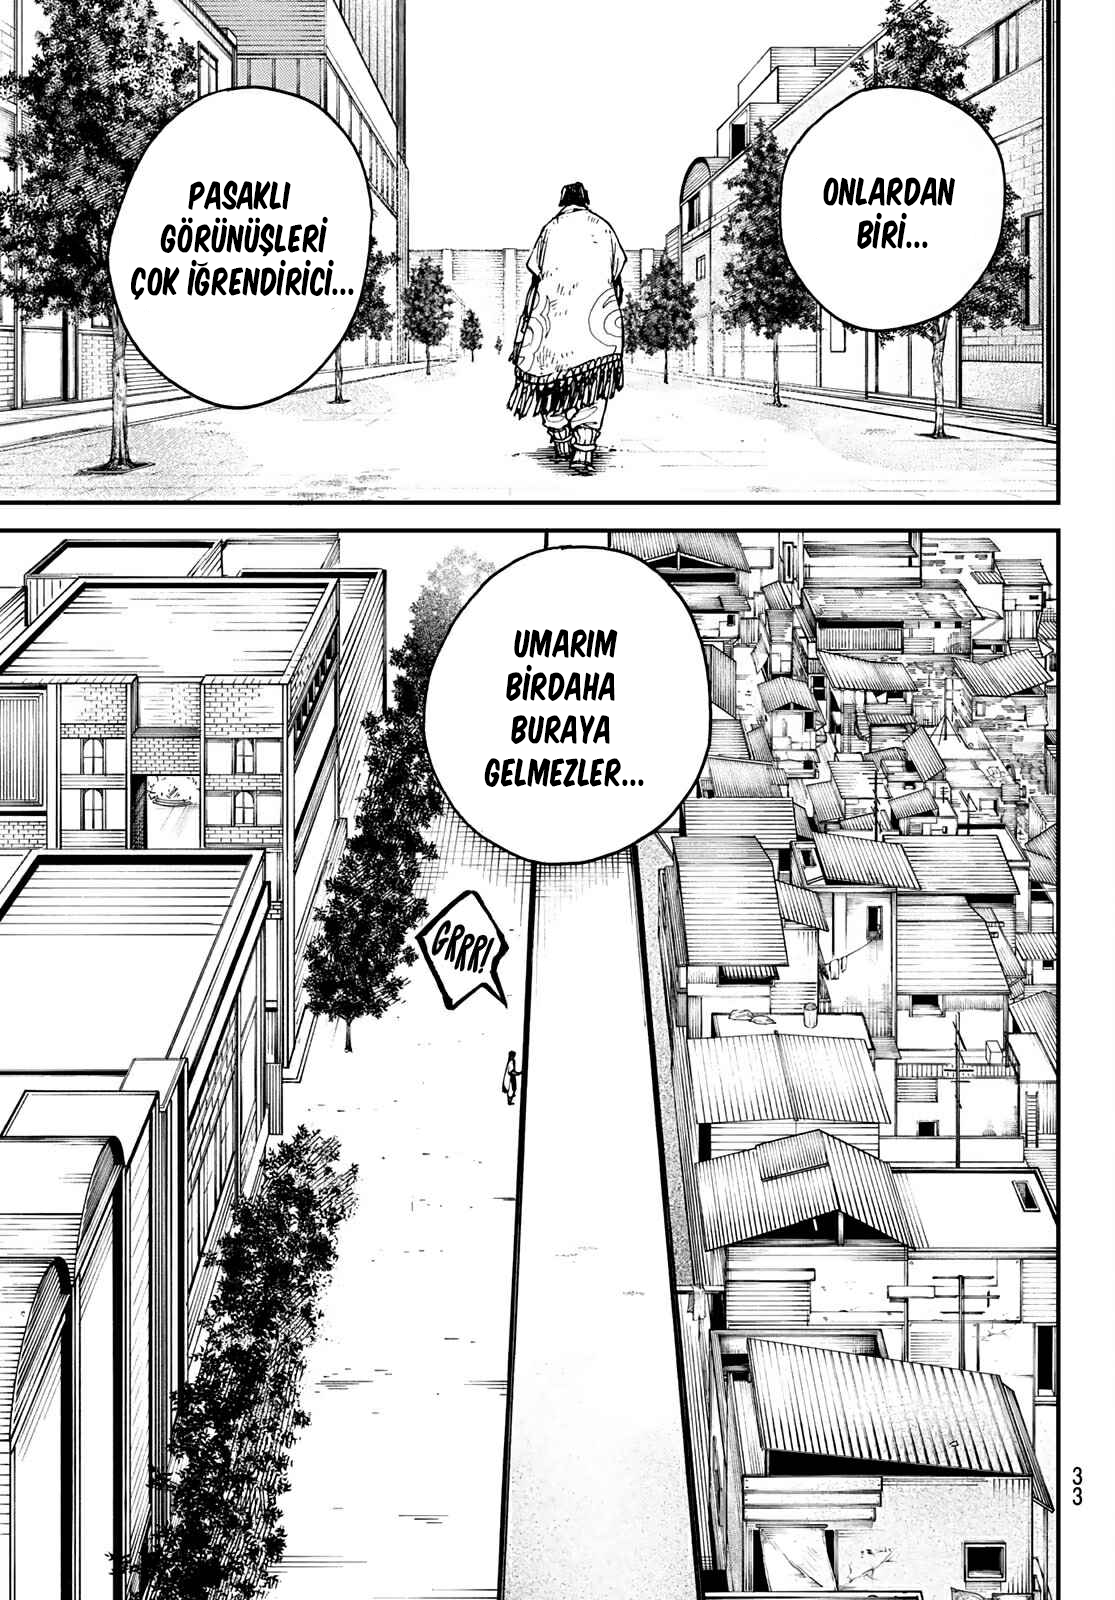 ONLARDAN
BİRİ...
PASAKLI
GÖRÜNÜŞLERİ
ÇOK İĞRENDİRİCİ...
UMARIM
BİRDAHA
BURAYA
GELMEZLER...
GRRR!
33